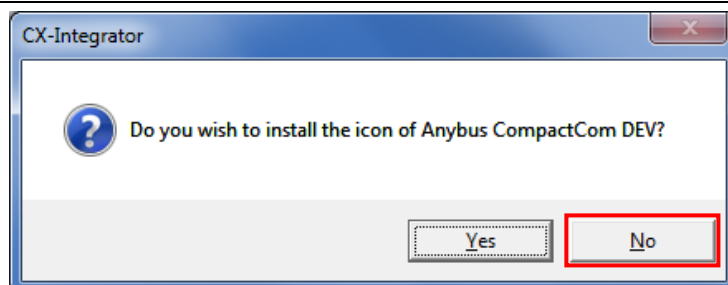 CX-Integrator
Do you wish to install the icon of Anybus CompactCom DEV?
Yes
No